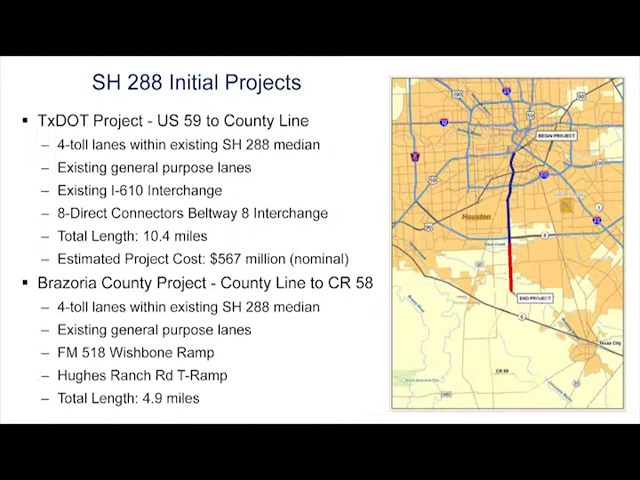 SH 288 Initial Projects
▪ TxDOT Project - US 59 to County Line
– 4-toll lanes within existing SH 288 median
– Existing general purpose lanes
– Existing I-610 Interchange
– 8-Direct Connectors Beltway 8 Interchange
– Total Length: 10.4 miles
– Estimated Project Cost: $567 million (nominal)
▪ Brazoria County Project - County Line to CR 58
– 4-toll lanes within existing SH 288 median
– Existing general purpose lanes
– FM 518 Wishbone Ramp
– Hughes Ranch Rd T-Ramp
– Total Length: 4.9 miles
BEGIN PROJECT
Houston
END PROJECT
Texas City